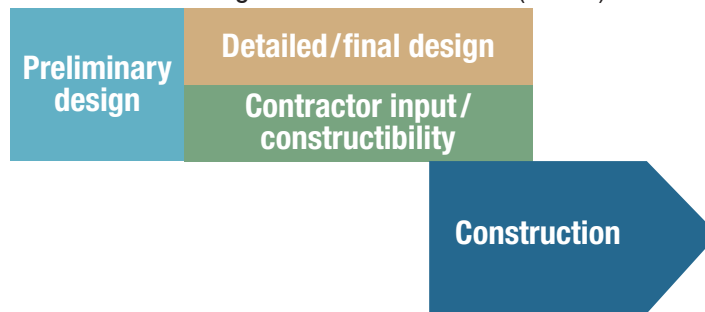 Preliminary
design
Detailed/final design
Contractor input/
constructibility
Construction